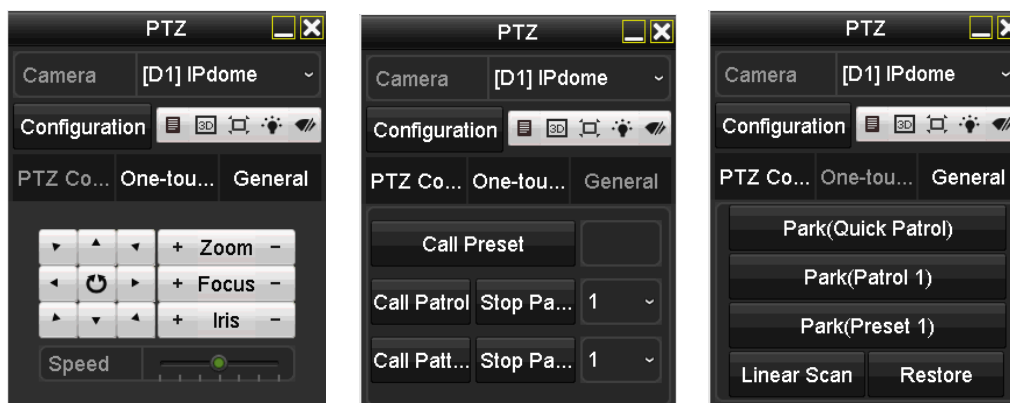 PTZ
Camera [D1] IPdome
Configuration 3D
PTZ Co... One-tou... General
+ Zoom -
+ Focus -
+ Iris -
Speed
PTZ
Camera [D1] IPdome
Configuration 3D
PTZ Co... One-tou... General
Call Preset
Call Patrol Stop Pa... 1
Call Patt... Stop Pa... 1
PTZ
Camera [D1] IPdome
Configuration 3D
PTZ Co... One-tou... General
Park(Quick Patrol)
Park(Patrol 1)
Park(Preset 1)
Linear Scan Restore